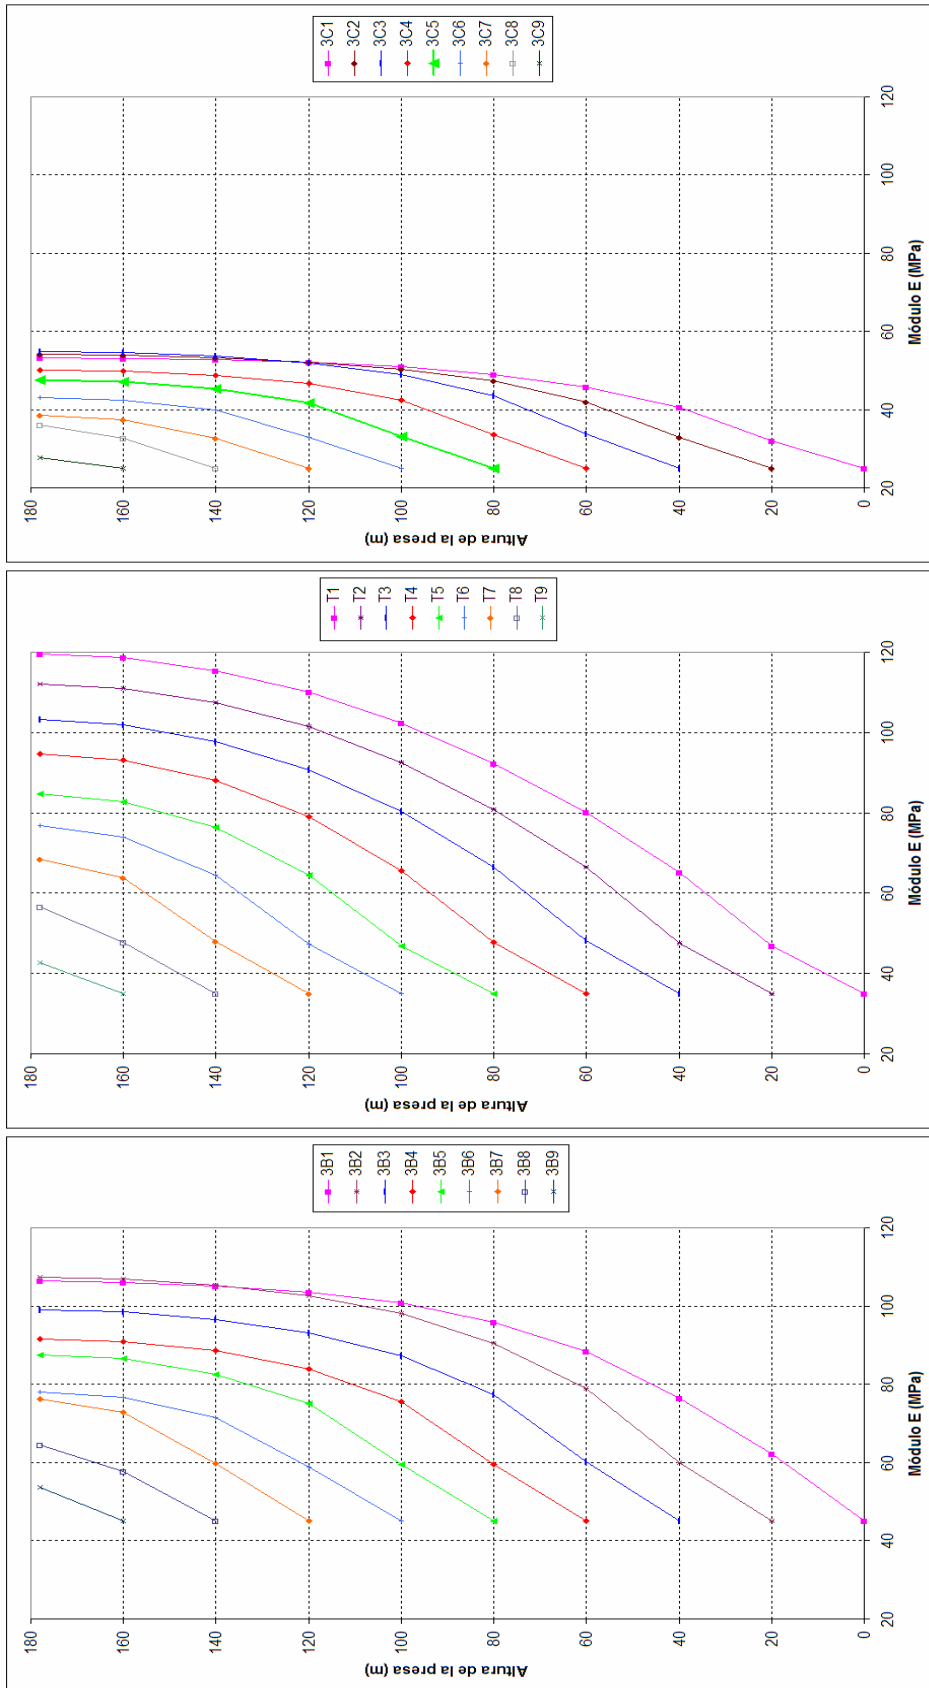 Altura de la presa (m)
180
160
140
120
100
80
60
40
20
0
20
40
60
80
100
120
Módulo E (MPa)
3B1
3B2
3B3
3B4
3B5
3B6
3B7
3B8
3B9
Altura de la presa (m)
180
160
140
120
100
80
60
40
20
0
20
40
60
80
100
120
Módulo E (MPa)
T1
T2
T3
T4
T5
T6
T7
T8
T9
Altura de la presa (m)
180
160
140
120
100
80
60
40
20
0
20
40
60
80
100
120
Módulo E (MPa)
3C1
3C2
3C3
3C4
3C5
3C6
3C7
3C8
3C9